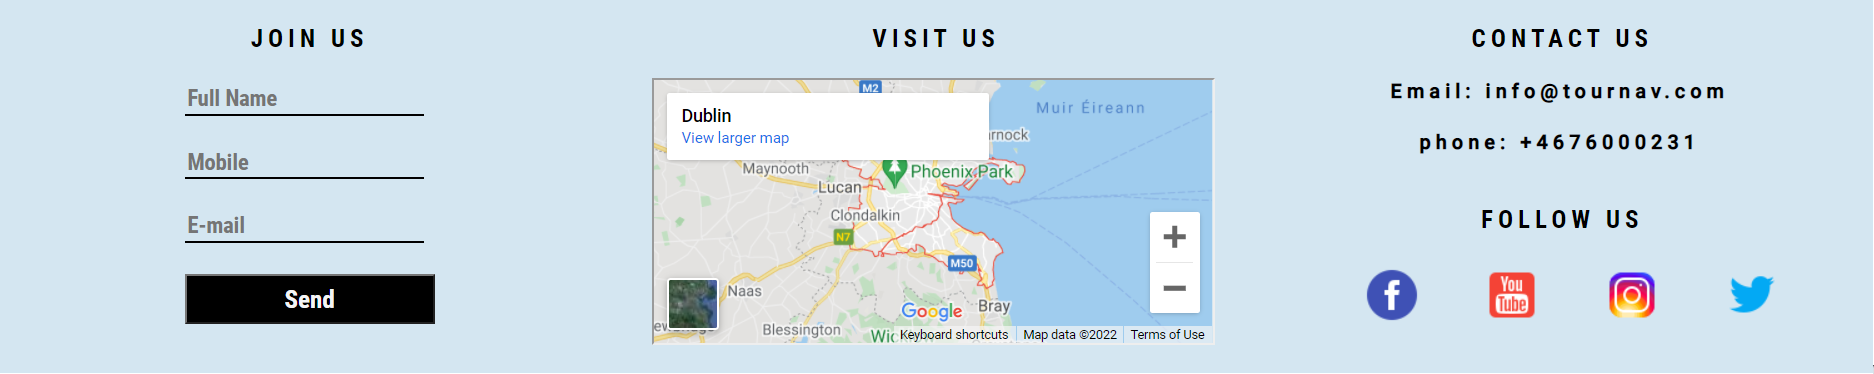 JOIN US
Full Name
Mobile
E-mail
Send
VISIT US
M2
Dublin
View larger map
Muir Éireann
Maynooth
Phoenix Park
Lucan
Clondalkin
N7
M50
Naas
Bray
Google
Blessington
Keyboard shortcuts
Map data ©2022
Terms of Use
CONTACT US
Email: info@tournav.com
phone: +4676000231
FOLLOW US
f
You
Tube